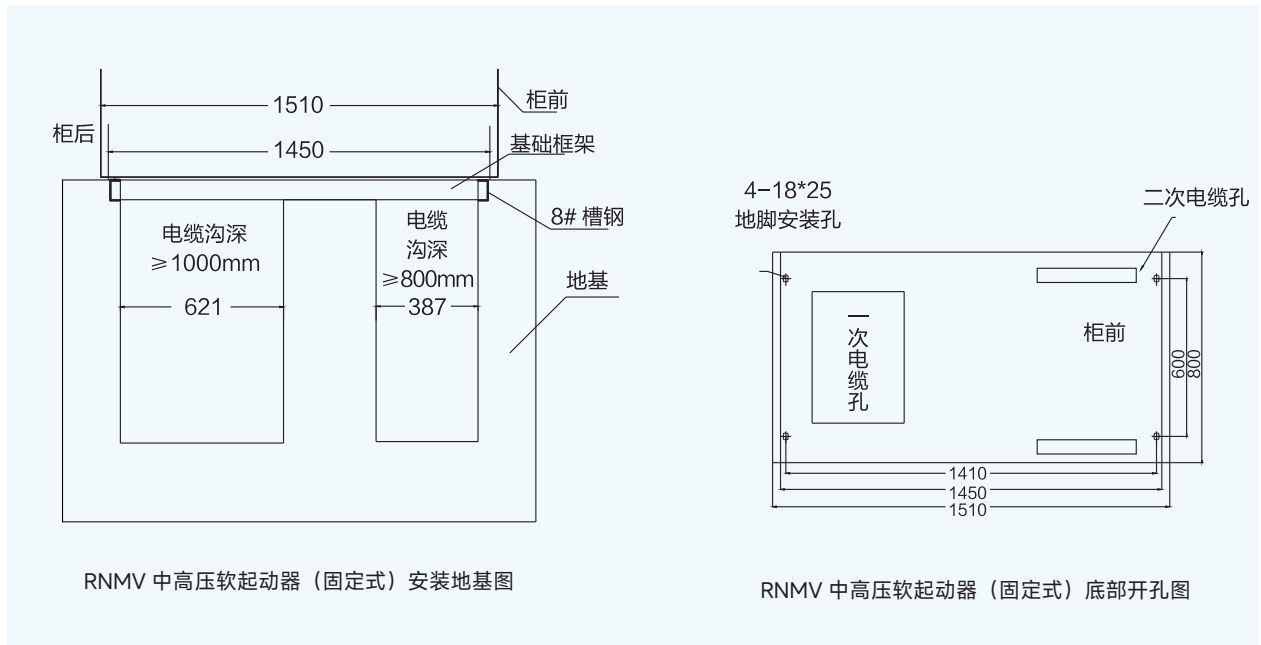 1510
柜前
柜后
1450
基础框架
8# 槽钢
电缆沟深
≥1000mm
621
电缆
沟深
≥800mm
387
地基
RNMV 中高压软起动器（固定式）安装地基图
4-18*25
地脚安装孔
二次电缆孔
一次电缆孔
柜前
600
800
1410
1450
1510
RNMV 中高压软起动器（固定式）底部开孔图